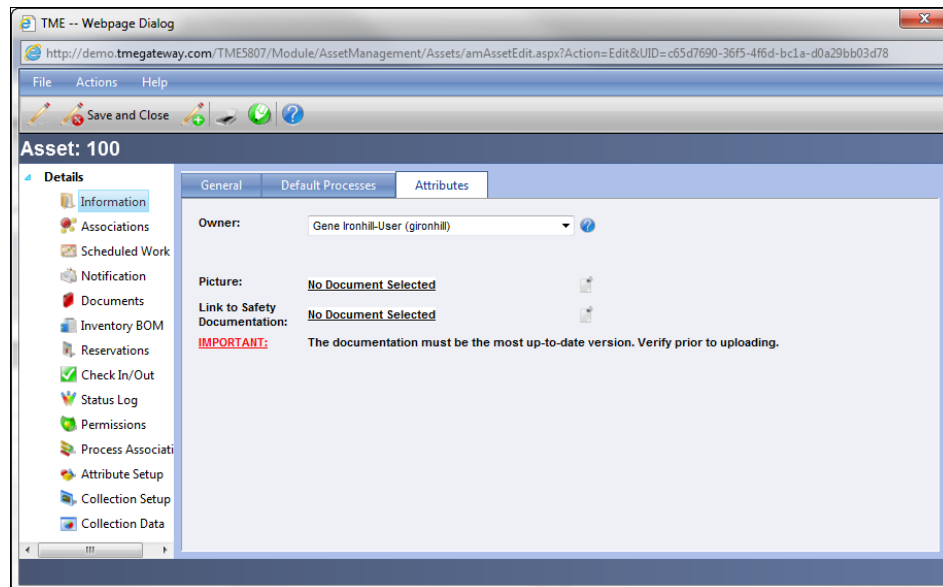 TME -- Webpage Dialog
http://demo.tmegateway.com/TME5807/Module/AssetManagement/Assets/amAssetEdit.aspx?Action=Edit&UID=c65d7690-36f5-4f6d-bc1a-d0a29bb03d78
File Actions Help
Save and Close
Asset: 100
Details
Information
Associations
Scheduled Work
Notification
Documents
Inventory BOM
Reservations
Check In/Out
Status Log
Permissions
Process Associati
Attribute Setup
Collection Setup
Collection Data
General Default Processes Attributes
Owner: Gene Ironhill-User (gironhill)
Picture: No Document Selected
Link to Safety
Documentation: No Document Selected
IMPORTANT: The documentation must be the most up-to-date version. Verify prior to uploading.